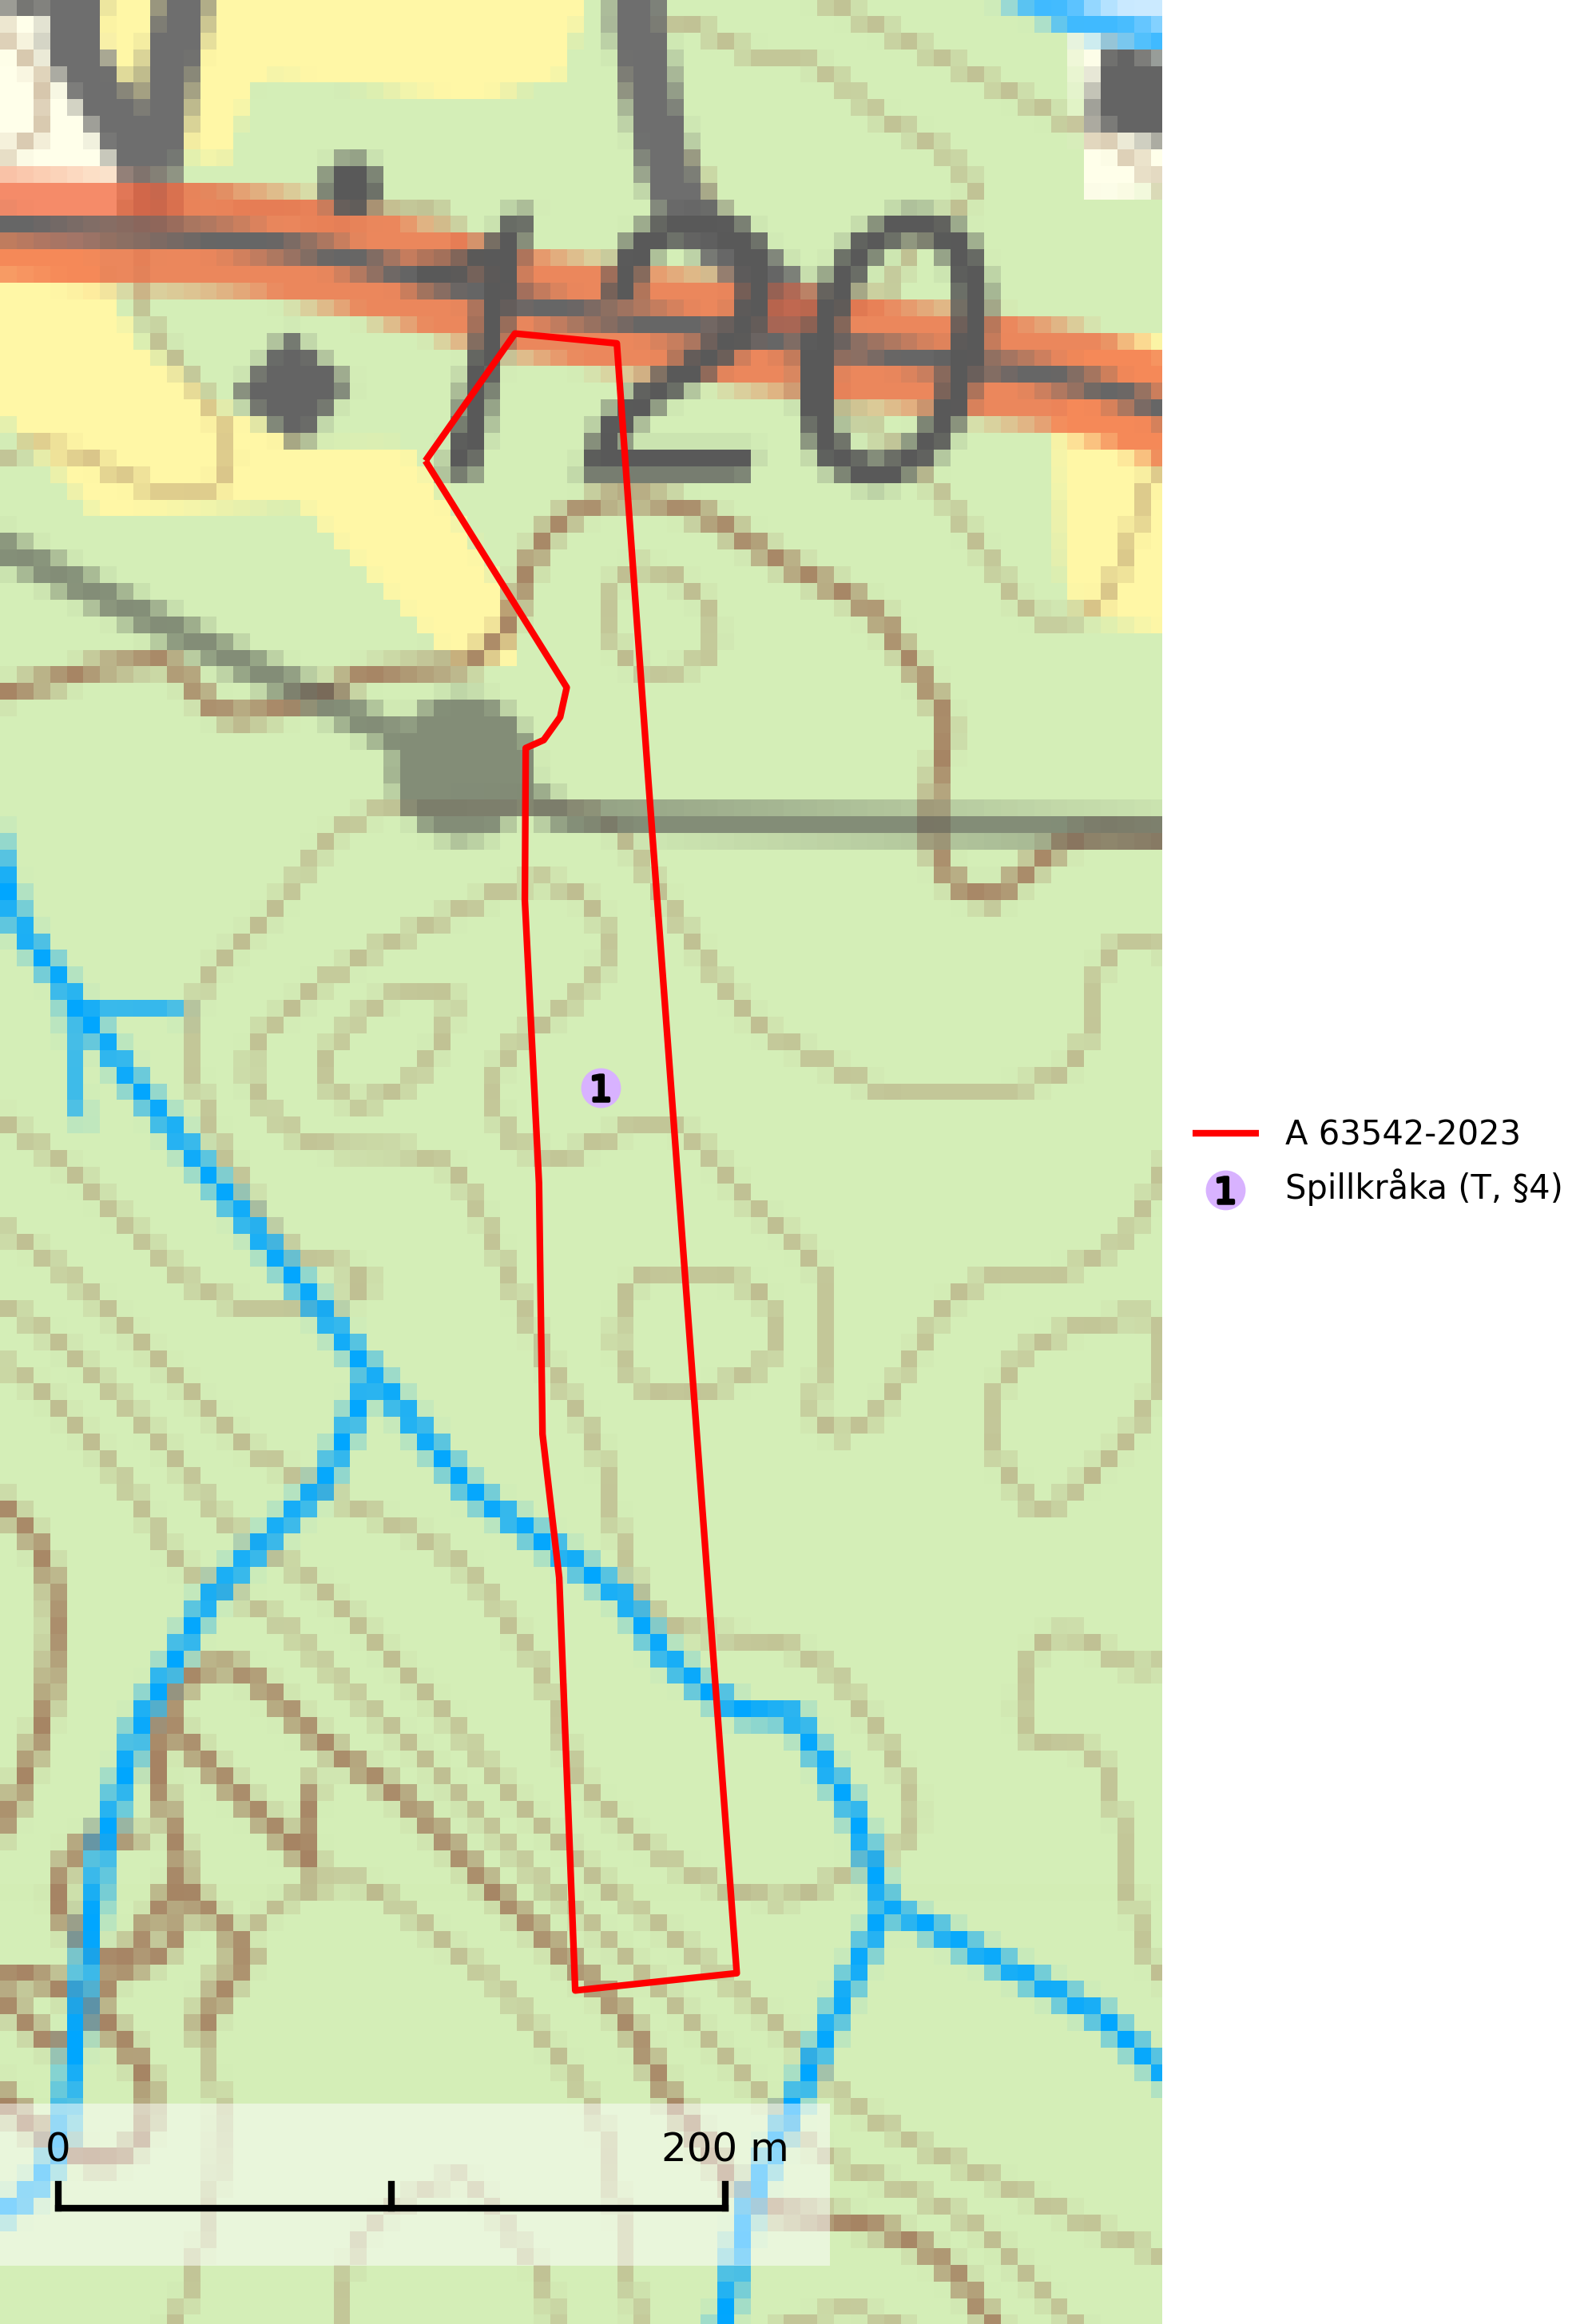 120
1
A 63542-2023
1 Spillkråka (T, §4)
0 200 m